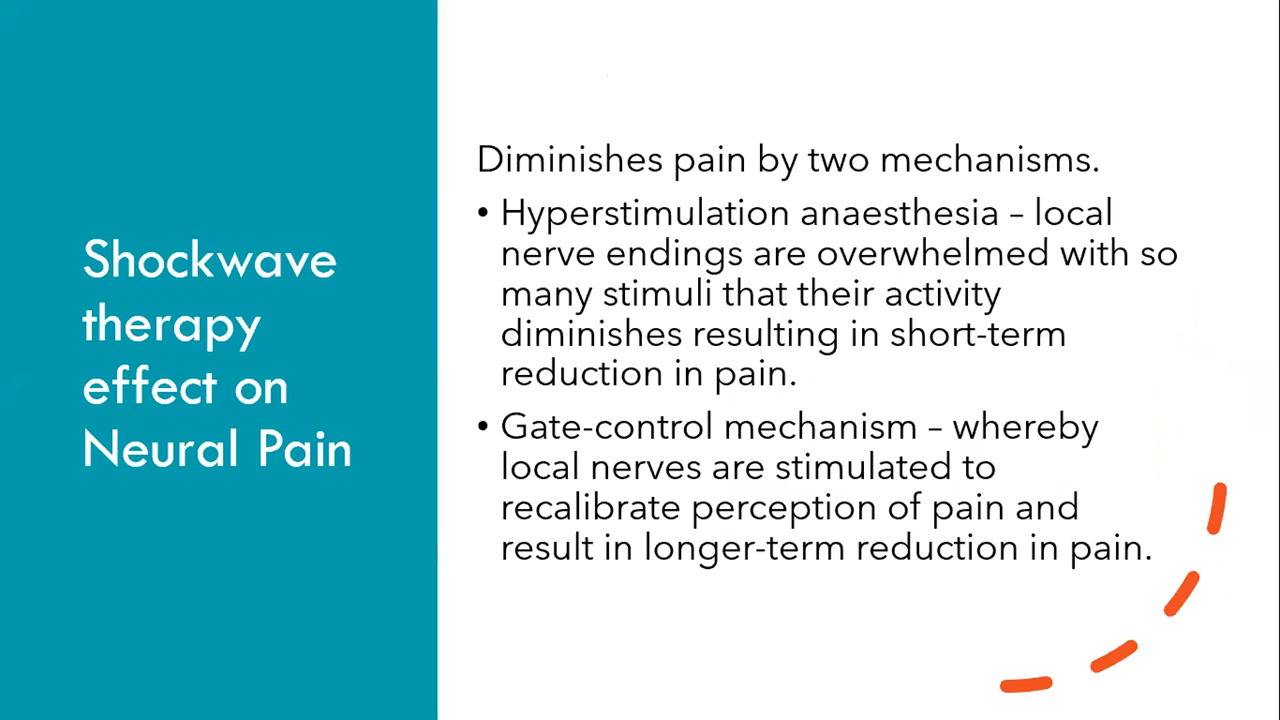 Shockwave
therapy
effect on
Neural Pain
Diminishes pain by two mechanisms.
• Hyperstimulation anaesthesia – local
nerve endings are overwhelmed with so
many stimuli that their activity
diminishes resulting in short-term
reduction in pain.
• Gate-control mechanism – whereby
local nerves are stimulated to
recalibrate perception of pain and
result in longer-term reduction in pain.